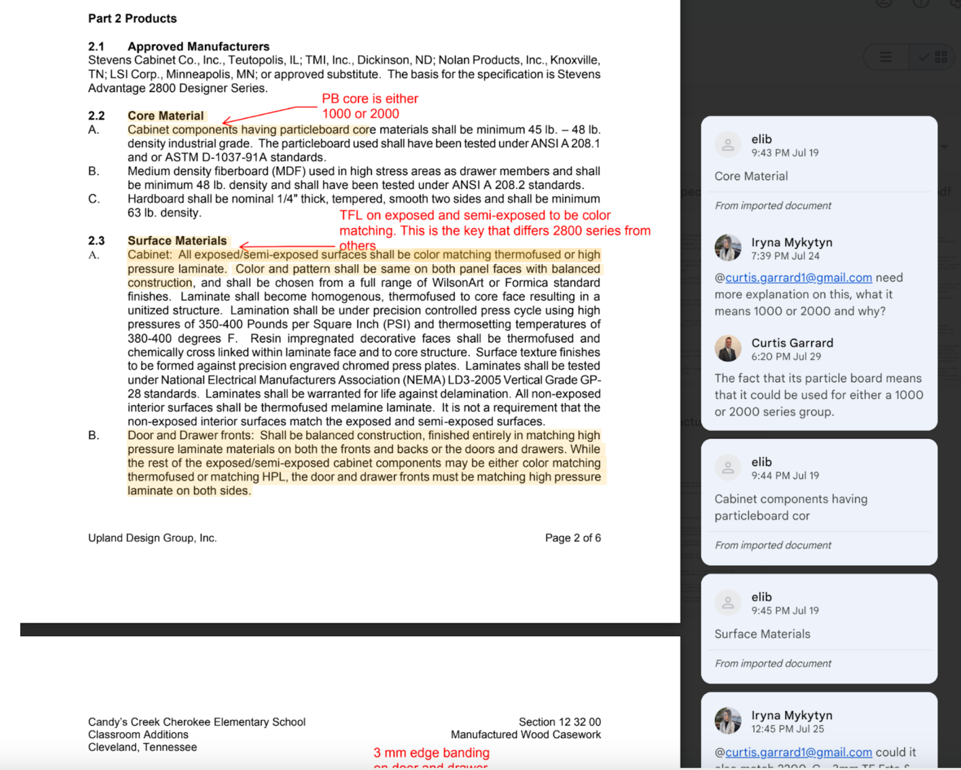 Part 2 Products
2.1 Approved Manufacturers
Stevens Cabinet Co., Inc., Teutopolis, IL; TMI, Inc., Dickinson, ND; Nolan Products, Inc., Knoxville,
TN; LSI Corp., Minneapolis, MN; or approved substitute. The basis for the specification is Stevens
Advantage 2800 Designer Series.
PB core is either
1000 or 2000
2.2 Core Material
A. Cabinet components having particleboard core materials shall be minimum 45 lb. – 48 lb.
density industrial grade. The particleboard used shall have been tested under ANSI A 208.1
and or ASTM D-1037-91A standards.
B. Medium density fiberboard (MDF) used in high stress areas as drawer members and shall
be minimum 48 lb. density and shall have been tested under ANSI A 208.2 standards.
C. Hardboard shall be nominal 1/4" thick, tempered, smooth two sides and shall be minimum
63 lb. density.
TFL on exposed and semi-exposed to be color
matching. This is the key that differs 2800 series from
others
2.3 Surface Materials
A. Cabinet: All exposed/semi-exposed surfaces shall be color matching thermofused or high
pressure laminate. Color and pattern shall be same on both panel faces with balanced
construction, and shall be chosen from a full range of WilsonArt or Formica standard
finishes. Laminate shall become homogenous, thermofused to core face resulting in a
unitized structure. Lamination shall be under precision controlled press cycle using high
pressures of 350-400 Pounds per Square Inch (PSI) and thermosetting temperatures of
380-400 degrees F. Resin impregnated decorative faces shall be thermofused and
chemically cross linked within laminate face and to core structure. Surface texture finishes
to be formed against precision engraved chromed press plates. Laminates shall be tested
under National Electrical Manufacturers Association (NEMA) LD3-2005 Vertical Grade GP-
28 standards. Laminates shall be warranted for life against delamination. All non-exposed
interior surfaces shall be thermofused melamine laminate. It is not a requirement that the
non-exposed interior surfaces match the exposed and semi-exposed surfaces.
B. Door and Drawer fronts: Shall be balanced construction, finished entirely in matching high
pressure laminate materials on both the fronts and backs or the doors and drawers. While
the rest of the exposed/semi-exposed cabinet components may be either color matching
thermofused or matching HPL, the door and drawer fronts must be matching high pressure
laminate on both sides.
Upland Design Group, Inc. Page 2 of 6
Candy's Creek Cherokee Elementary School Section 12 32 00
Classroom Additions Manufactured Wood Casework
Cleveland, Tennessee
3 mm edge banding
on door and drawer
elib
9:43 PM Jul 19
Core Material
From imported document
Iryna Mykytyn
7:39 PM Jul 24
@curtis.garrard1@gmail.com need
more explanation on this, what it
means 1000 or 2000 and why?
Curtis Garrard
6:20 PM Jul 29
The fact that its particle board means
that it could be used for either a 1000
or 2000 series group.
elib
9:44 PM Jul 19
Cabinet components having
particleboard cor
From imported document
elib
9:45 PM Jul 19
Surface Materials
From imported document
Iryna Mykytyn
12:45 PM Jul 25
@curtis.garrard1@gmail.com could it